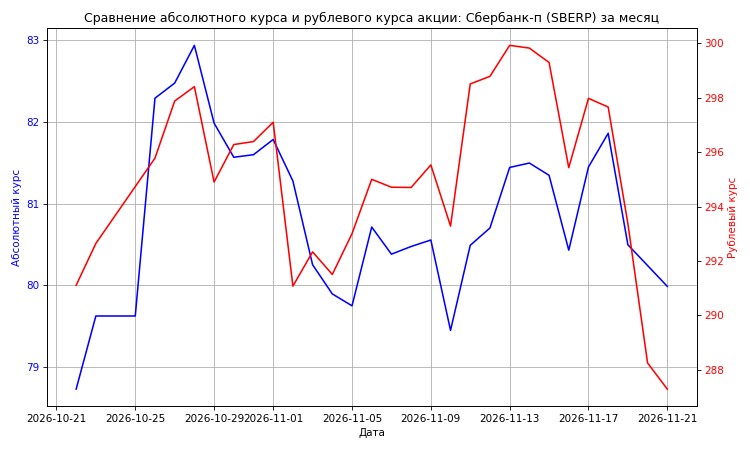 Сравнение абсолютного курса и рублевого курса акции: Сбербанк-п (SBERP) за месяц
83
82
81
80
79
Абсолютный курс
300
298
296
294
292
290
288
Рублевый курс
2026-10-21 2026-10-25 2026-10-29 2026-11-01 2026-11-05 2026-11-09 2026-11-13 2026-11-17 2026-11-21
Дата